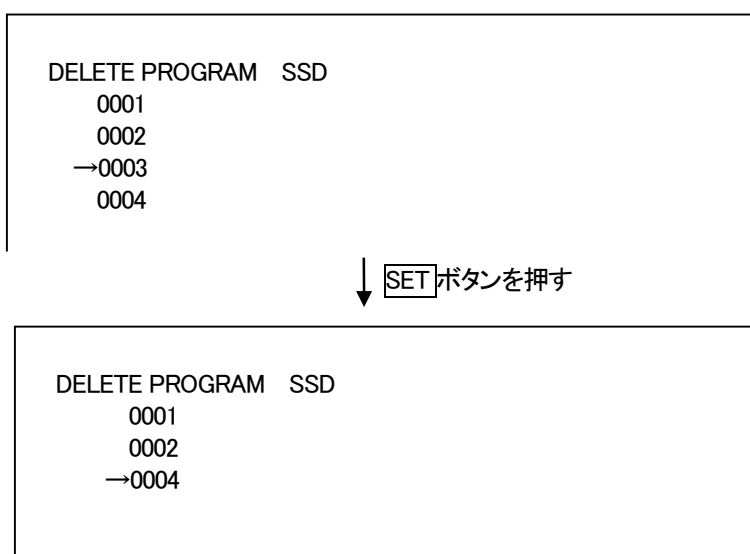 DELETE PROGRAM SSD
0001
0002
→0003
0004
SETボタンを押す
DELETE PROGRAM SSD
0001
0002
→0004